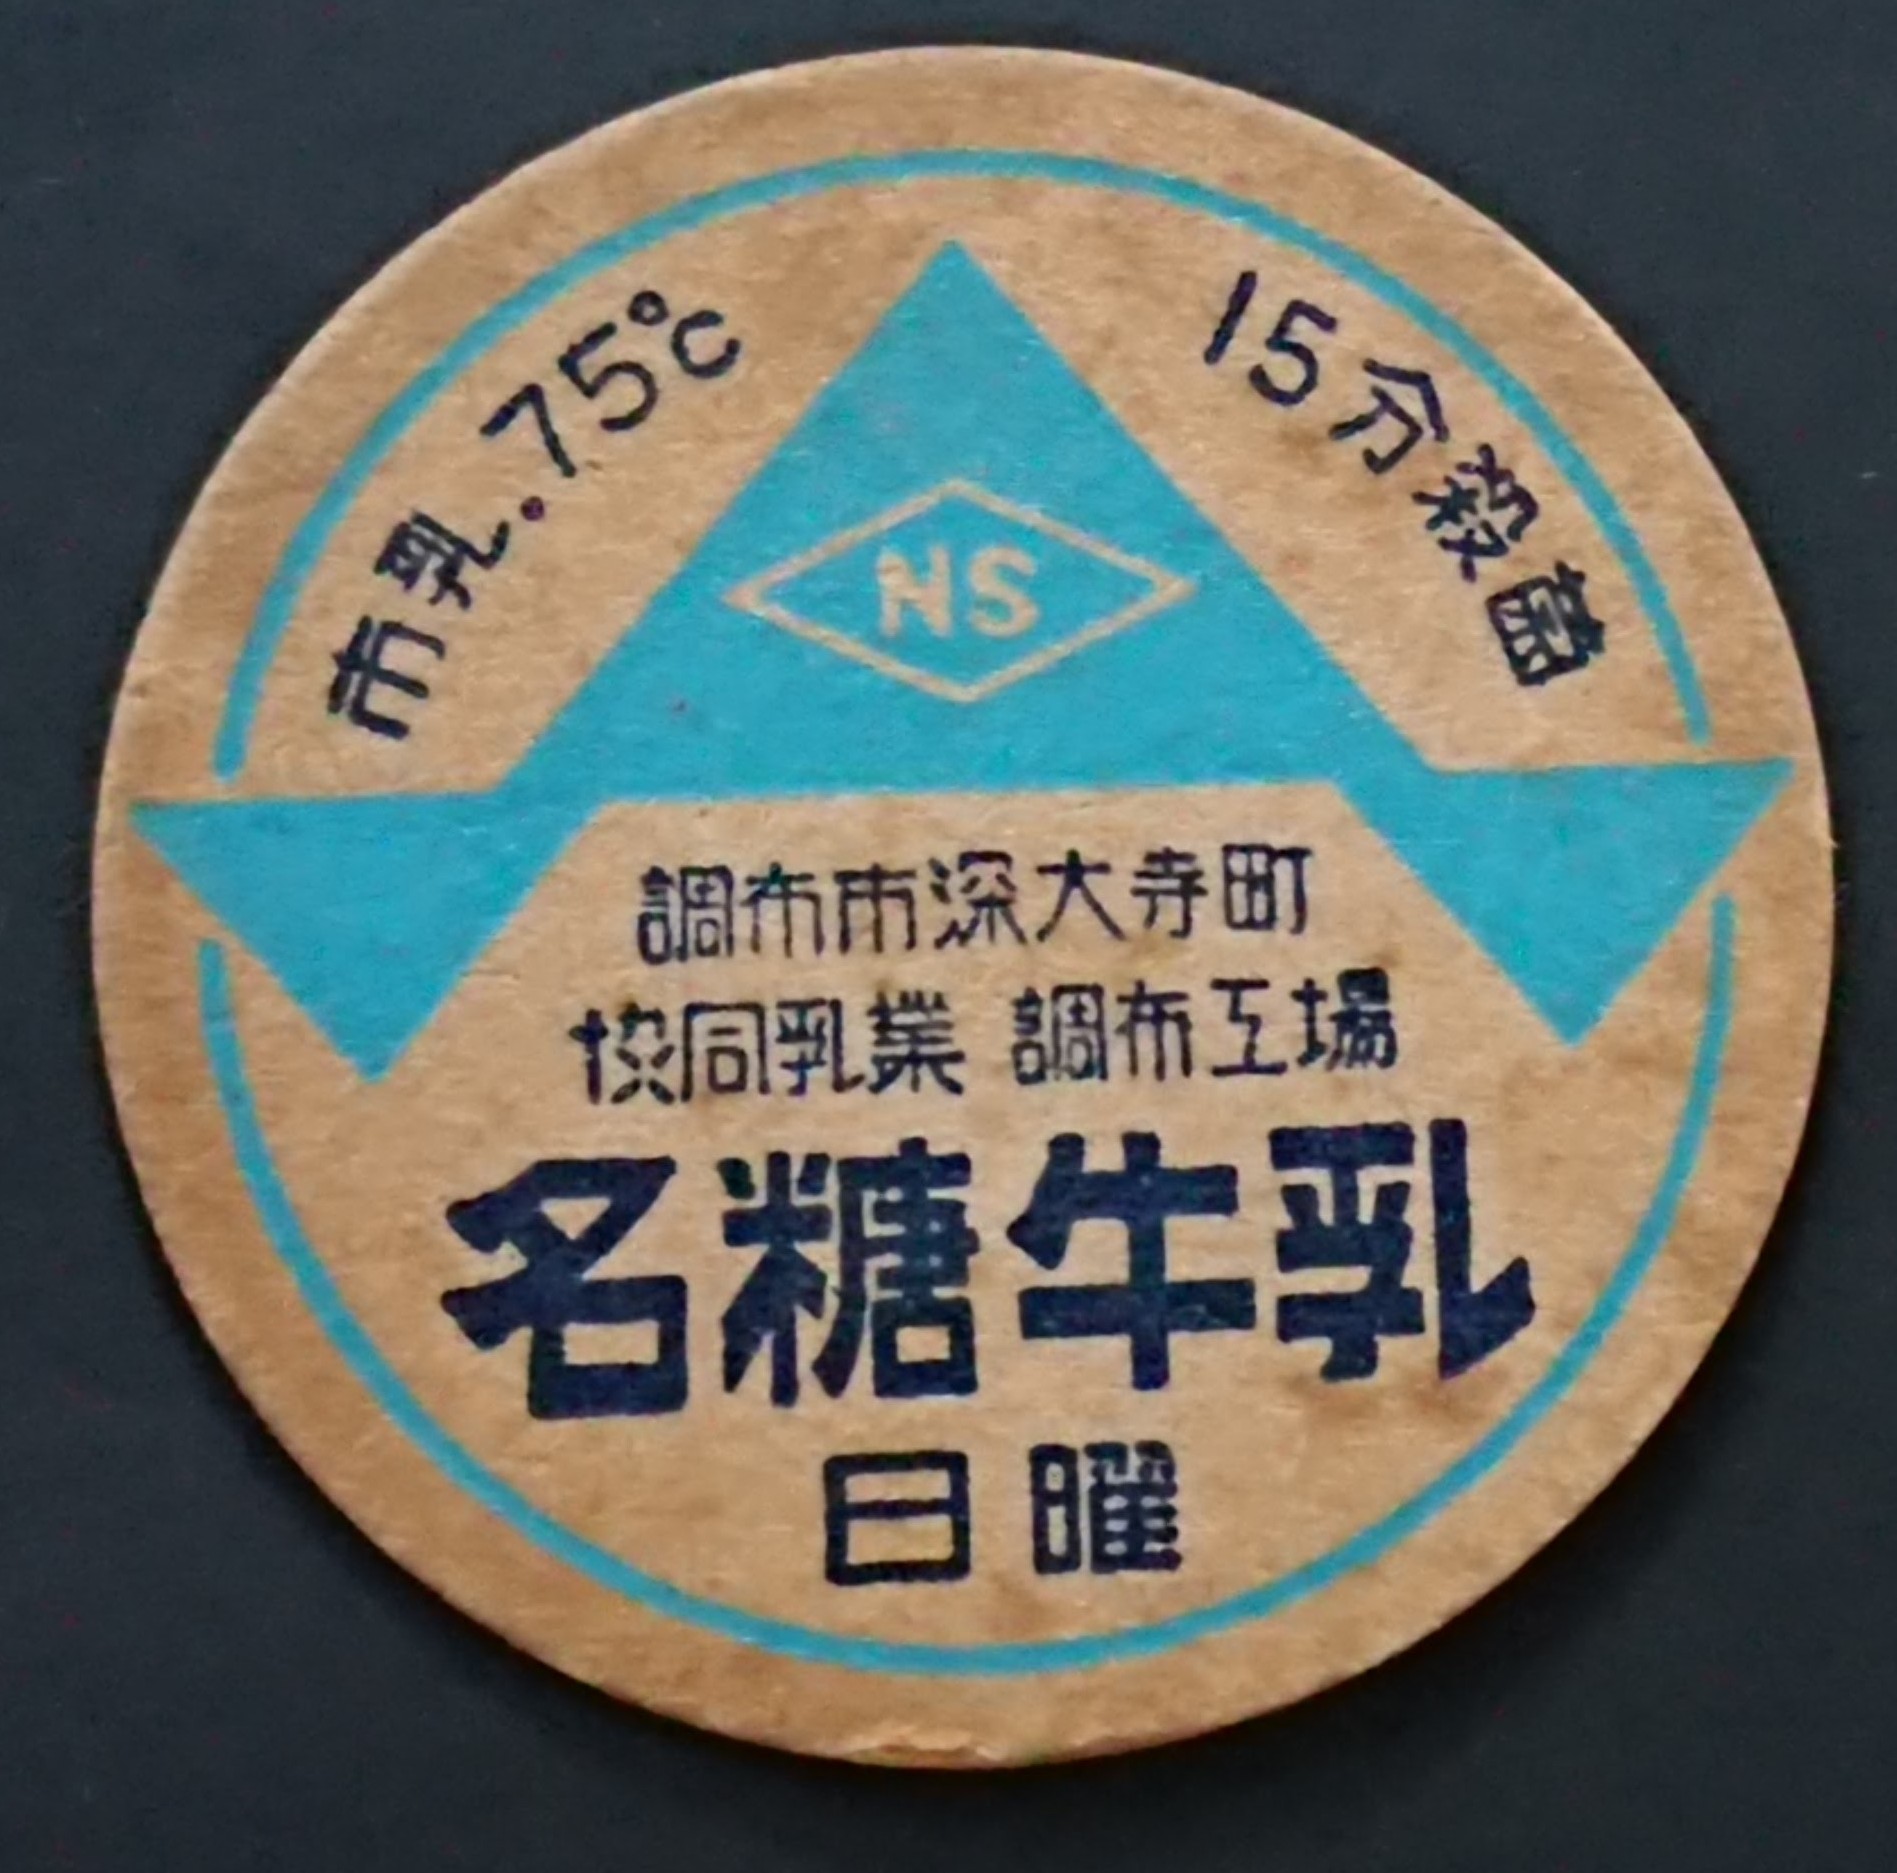 市乳.75℃
15分殺菌
NS
調布市深大寺町
協同乳業 調布工場
名糖牛乳
日曜